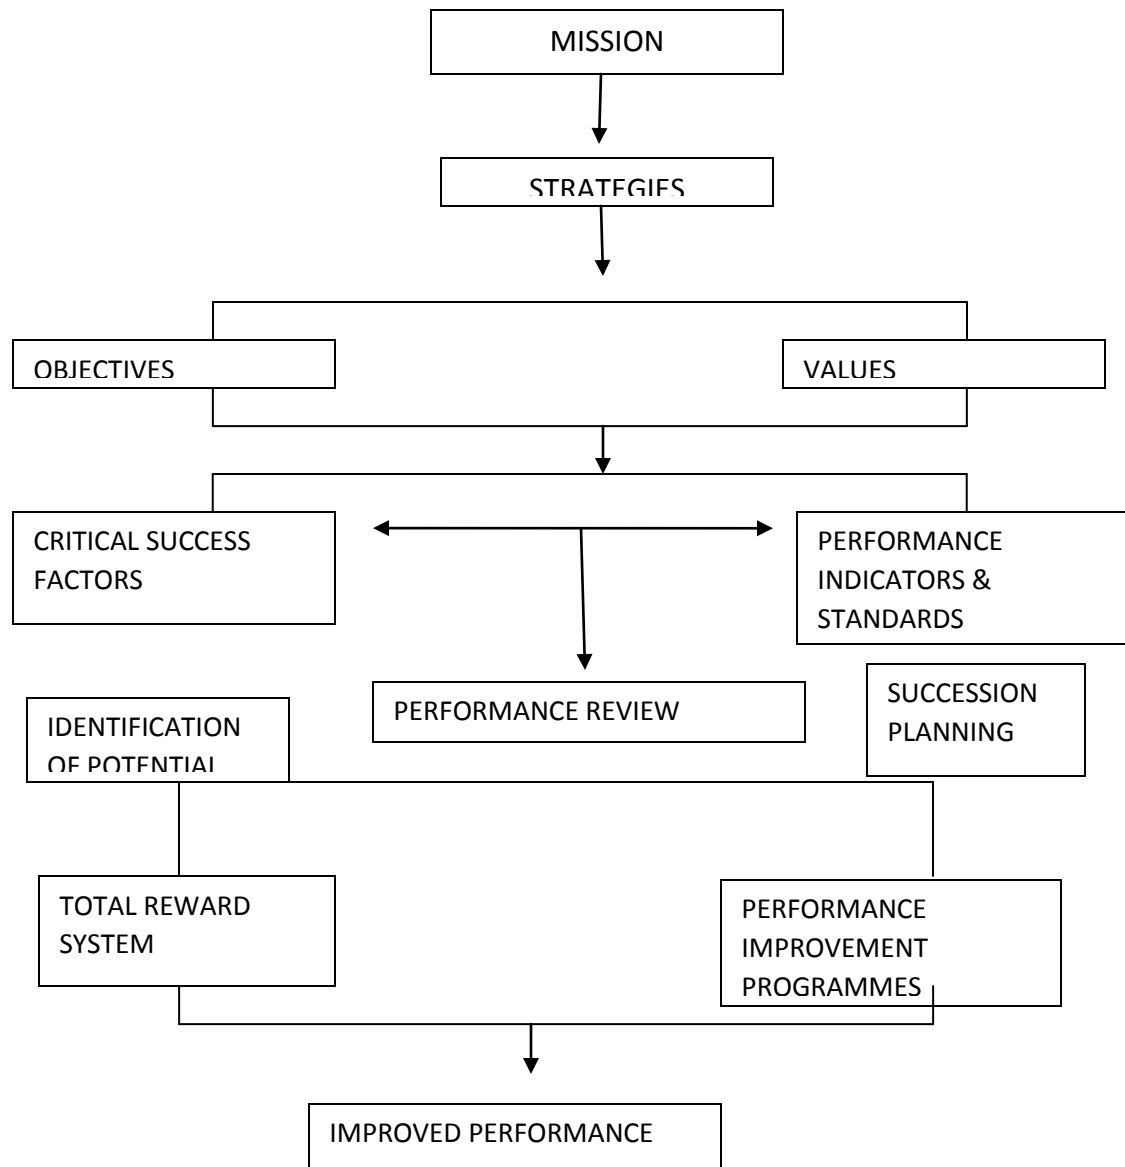 MISSION
STRATEGIES
OBJECTIVES
VALUES
CRITICAL SUCCESS
FACTORS
PERFORMANCE
INDICATORS &
STANDARDS
IDENTIFICATION
OF POTENTIAL
PERFORMANCE REVIEW
SUCCESSION
PLANNING
TOTAL REWARD
SYSTEM
PERFORMANCE
IMPROVEMENT
PROGRAMMES
IMPROVED PERFORMANCE